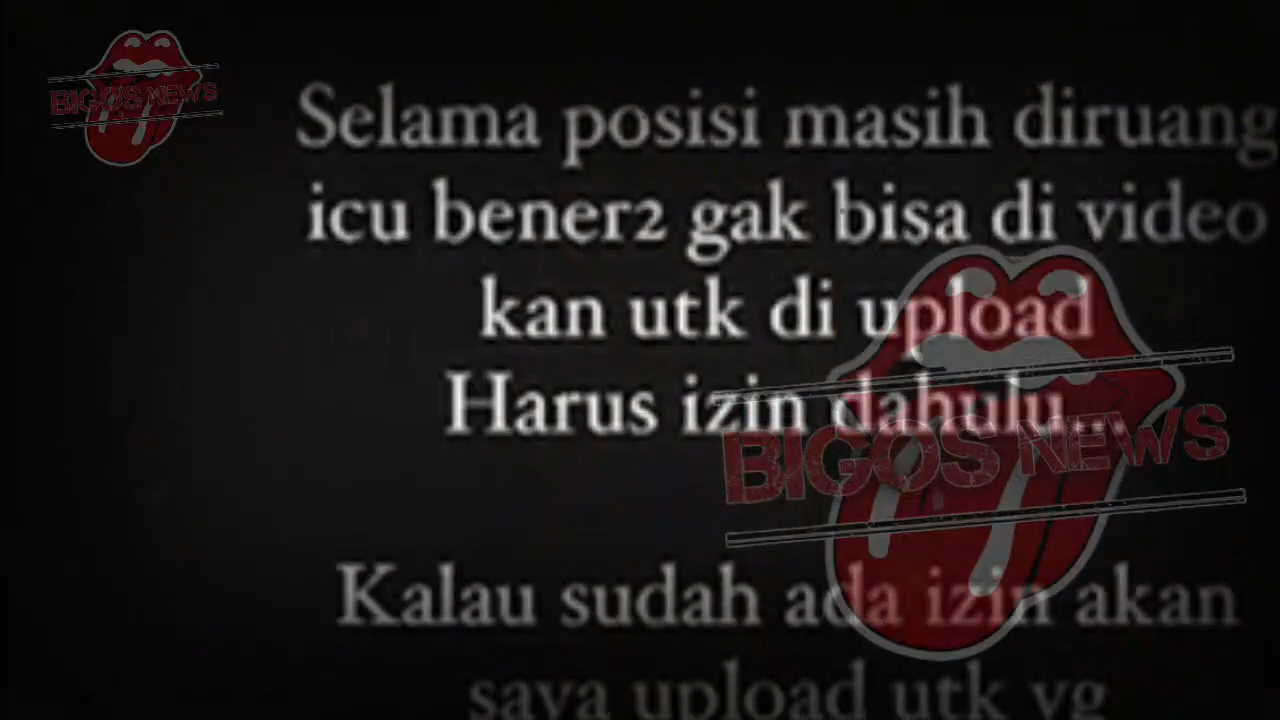 BIGOS NEWS
Selama posisi masih diruang
icu bener2 gak bisa di video
kan utk di upload
Harus izin dahulu...
BIGOS NEWS
Kalau sudah ada izin akan
saya upload utk yg